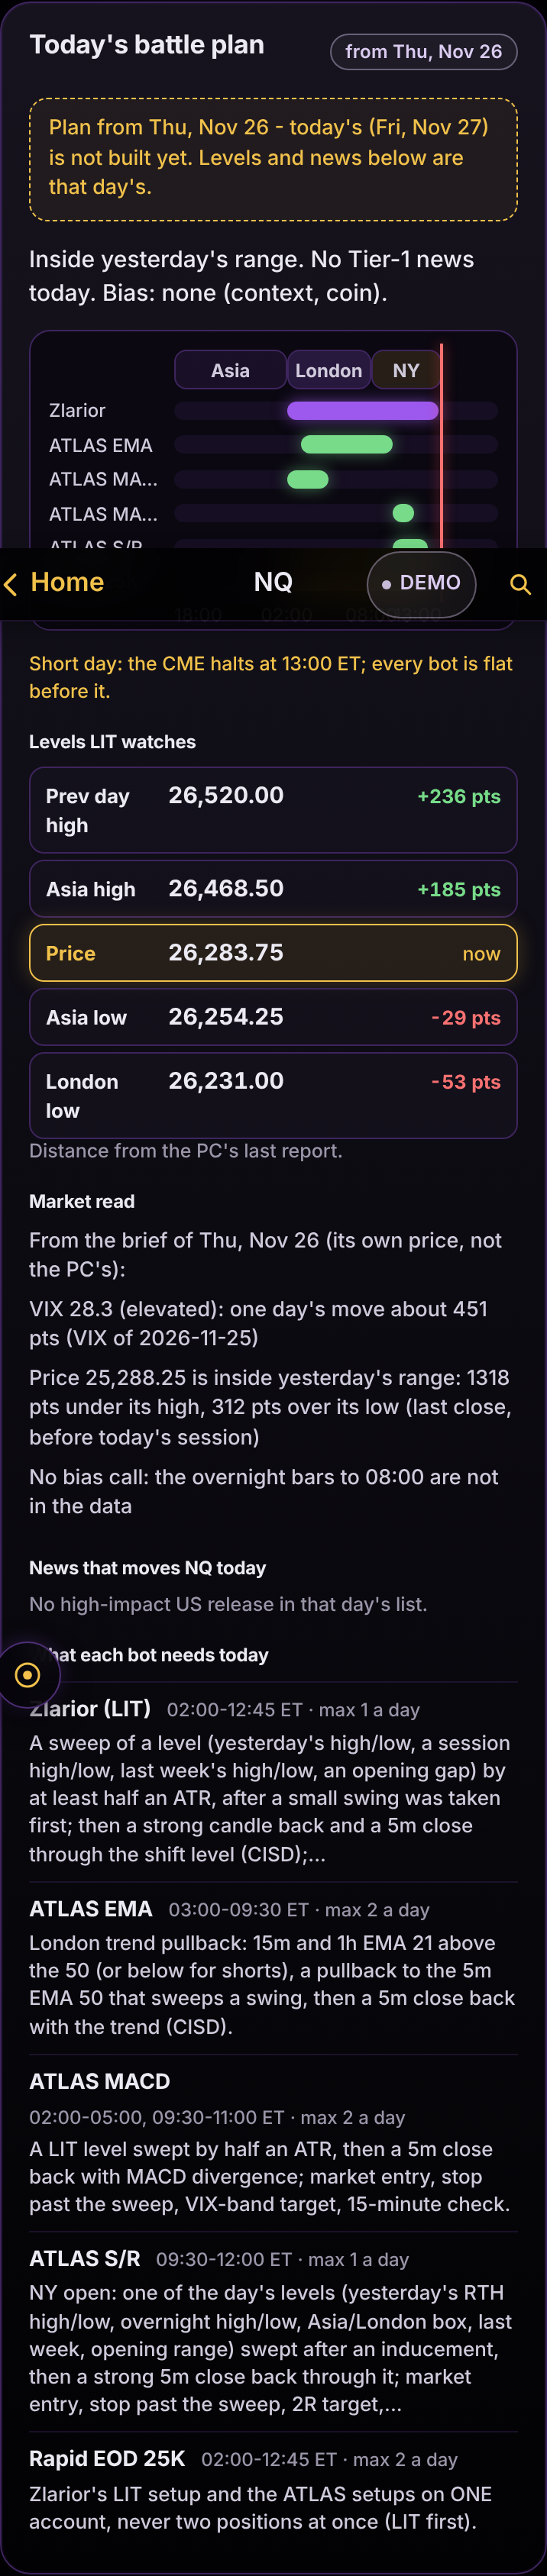 Today's battle plan
from Thu, Nov 26
Plan from Thu, Nov 26 - today's (Fri, Nov 27)
is not built yet. Levels and news below are
that day's.
Inside yesterday's range. No Tier-1 news
today. Bias: none (context, coin).
Asia
London
NY
Zlarior
ATLAS EMA
ATLAS MA...
ATLAS MA...
ATLAS S/R
Home
NQ
DEMO
18:00
02:00
08:00
13:00
Short day: the CME halts at 13:00 ET; every bot is flat
before it.
Levels LIT watches
Prev day
high
26,520.00
+236 pts
Asia high
26,468.50
+185 pts
Price
26,283.75
now
Asia low
26,254.25
-29 pts
London
low
26,231.00
-53 pts
Distance from the PC's last report.
Market read
From the brief of Thu, Nov 26 (its own price, not
the PC's):
VIX 28.3 (elevated): one day's move about 451
pts (VIX of 2026-11-25)
Price 25,288.25 is inside yesterday's range: 1318
pts under its high, 312 pts over its low (last close,
before today's session)
No bias call: the overnight bars to 08:00 are not
in the data
News that moves NQ today
No high-impact US release in that day's list.
hat each bot needs today
Zlarior (LIT) 02:00-12:45 ET · max 1 a day
A sweep of a level (yesterday's high/low, a session
high/low, last week's high/low, an opening gap) by
at least half an ATR, after a small swing was taken
first; then a strong candle back and a 5m close
through the shift level (CISD);...
ATLAS EMA 03:00-09:30 ET · max 2 a day
London trend pullback: 15m and 1h EMA 21 above
the 50 (or below for shorts), a pullback to the 5m
EMA 50 that sweeps a swing, then a 5m close back
with the trend (CISD).
ATLAS MACD
02:00-05:00, 09:30-11:00 ET · max 2 a day
A LIT level swept by half an ATR, then a 5m close
back with MACD divergence; market entry, stop
past the sweep, VIX-band target, 15-minute check.
ATLAS S/R 09:30-12:00 ET · max 1 a day
NY open: one of the day's levels (yesterday's RTH
high/low, overnight high/low, Asia/London box, last
week, opening range) swept after an inducement,
then a strong 5m close back through it; market
entry, stop past the sweep, 2R target,...
Rapid EOD 25K 02:00-12:45 ET · max 2 a day
Zlarior's LIT setup and the ATLAS setups on ONE
account, never two positions at once (LIT first).